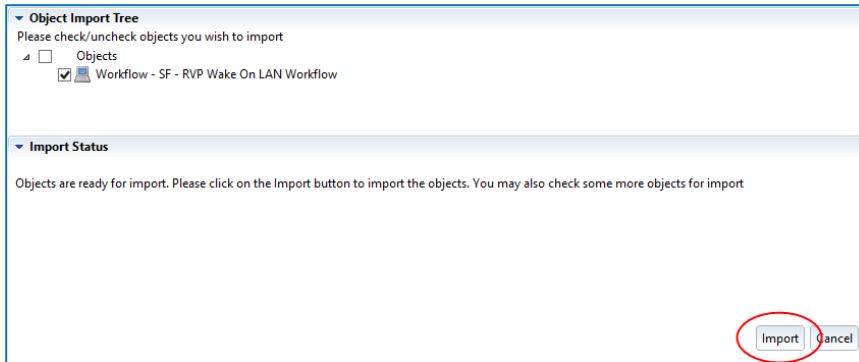 Object Import Tree
Please check/uncheck objects you wish to import
Objects
Workflow - SF - RVP Wake On LAN Workflow
Import Status
Objects are ready for import. Please click on the Import button to import the objects. You may also check some more objects for import
Import Cancel